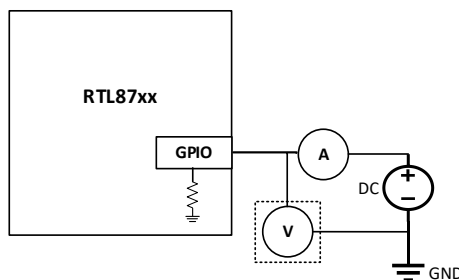 RTL87xx
GPIO
A
DC
+
−
V
GND